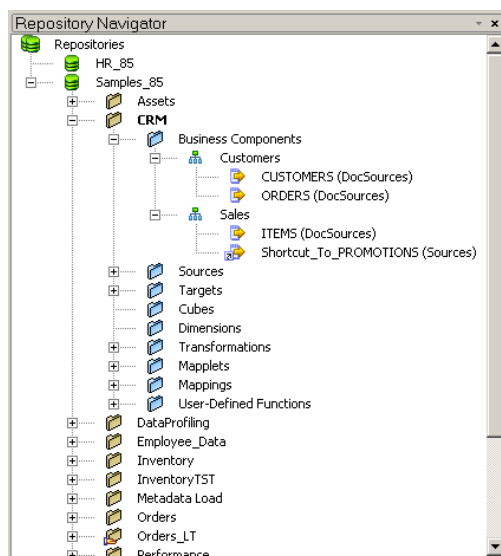 Repository Navigator
Repositories
HR_85
Samples_85
Assets
CRM
Business Components
Customers
CUSTOMERS (DocSources)
ORDERS (DocSources)
Sales
ITEMS (DocSources)
Shortcut_To_PROMOTIONS (Sources)
Sources
Targets
Cubes
Dimensions
Transformations
Mapplets
Mappings
User-Defined Functions
DataProfiling
Employee_Data
Inventory
InventoryTST
Metadata Load
Orders
Orders_LT
Performance